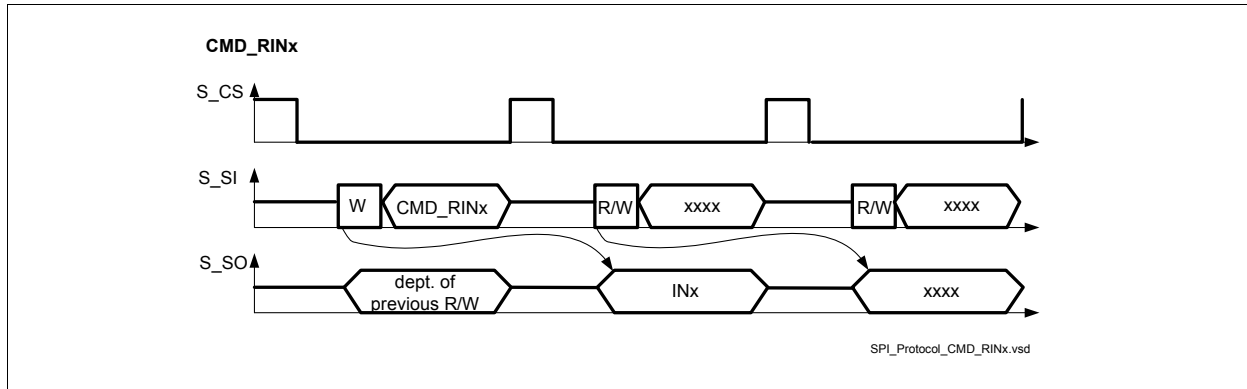 CMD_RINx
S_CS
S_SI
W
CMD_RINx
R/W
xxxx
R/W
xxxx
S_SO
dept. of
previous R/W
INx
xxxx
SPI_Protocol_CMD_RINx.vsd